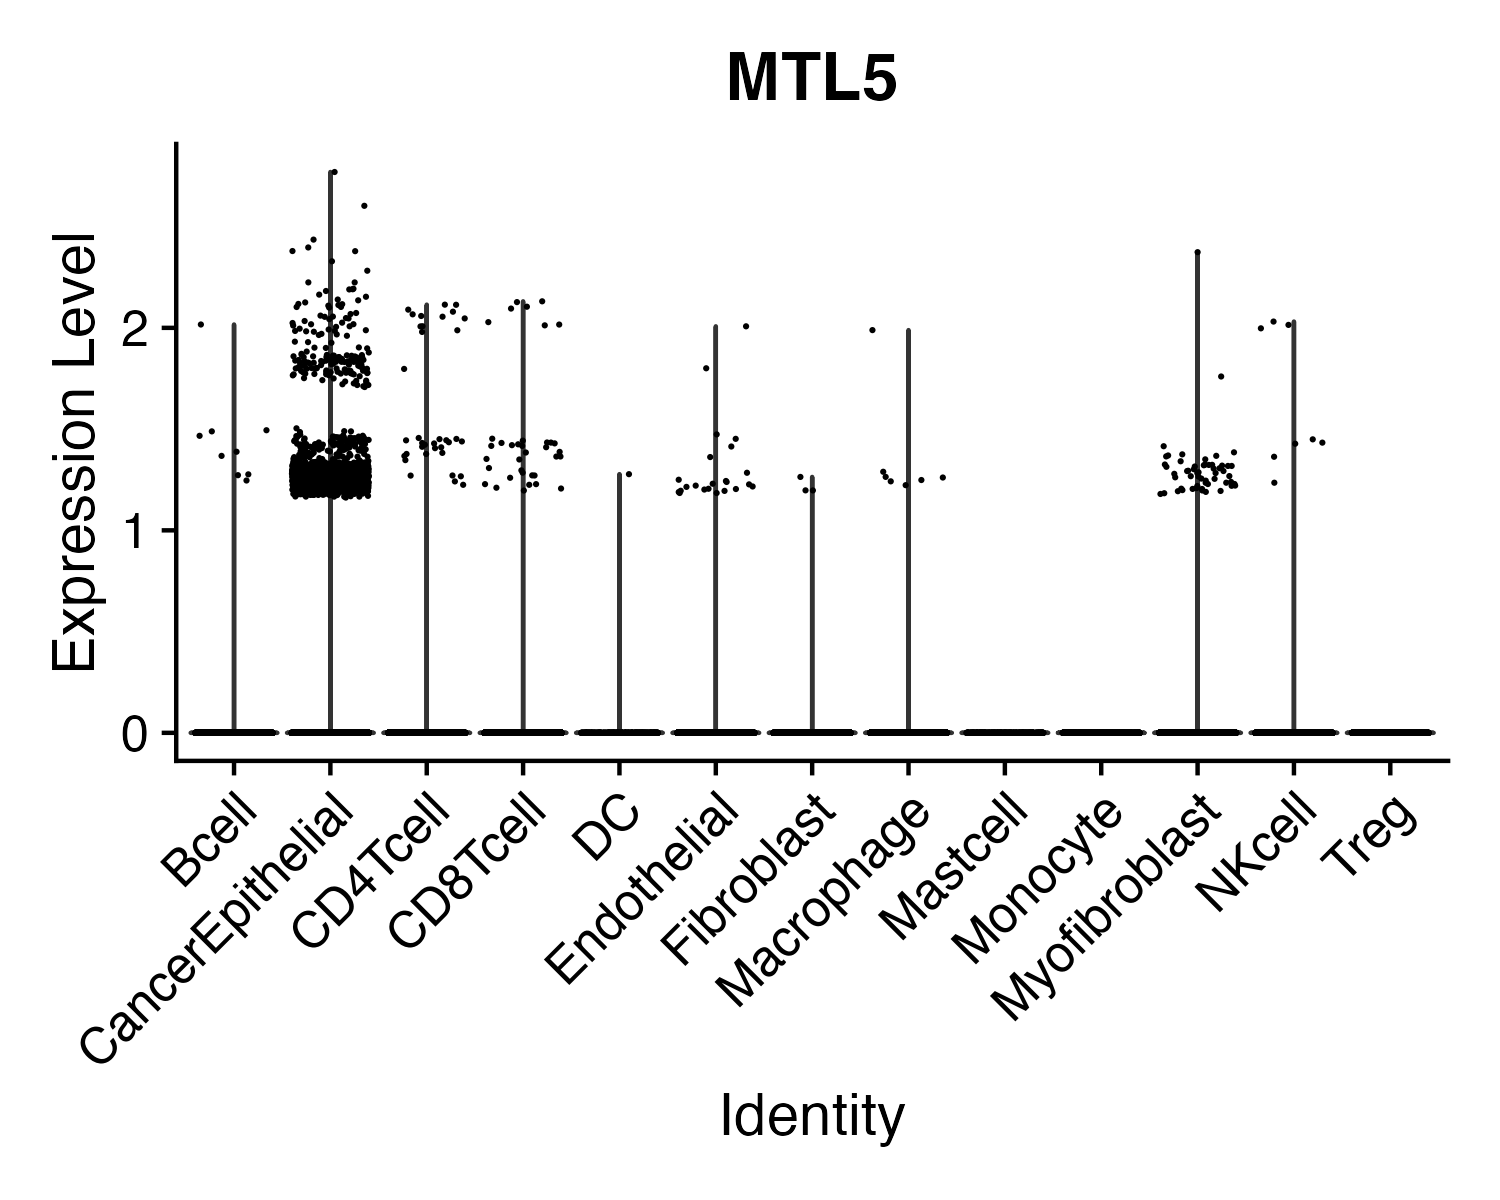 MTL5
Expression Level
2
1
0
Bcell
CancerEpithelial
CD4Tcell
CD8Tcell
DC
Endothelial
Fibroblast
Macrophage
Mastcell
Monocyte
Myofibroblast
NKcell
Treg
Identity